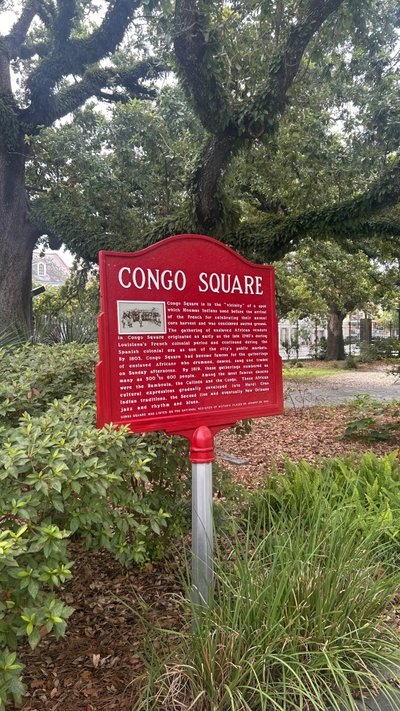 CONGO SQUARE
Congo Square is in the "vicinity" of a spot
which Houmas Indians used before the arrival
of the French for celebrating their annual
corn harvest and was considered sacred ground.
The gathering of enslaved African vendors
in Congo Square originated as early as the late 1740's during
Louisiana's French colonial period and continued during the
Spanish colonial era as one of the city's public markets.
By 1803, Congo Square had become famous for the gatherings
of enslaved Africans who drummed, danced, sang and traded
on Sunday afternoons. By 1819, these gatherings numbered as
many as 500 to 600 people. Among the most famous dances
were the Bamboula, the Calinda and the Congo. These African
cultural expressions gradually developed into Mardi Gras
Indian traditions, the Second line and eventually New Orleans
jazz and rhythm and blues.
CONGO SQUARE WAS LISTED ON THE NATIONAL REGISTER OF HISTORIC PLACES ON JANUARY 28, 1993